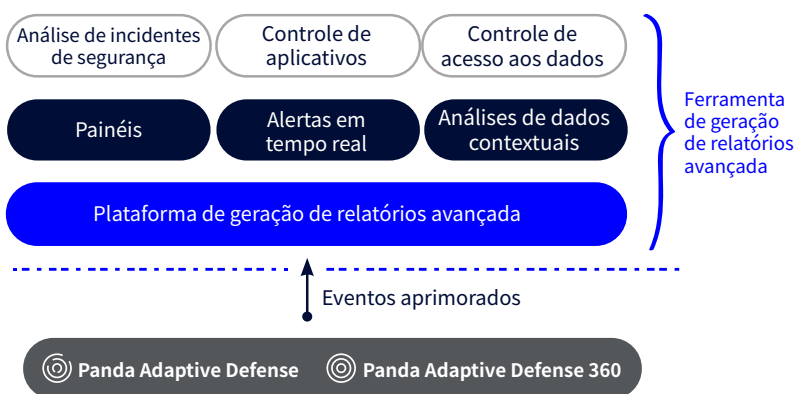 Análise de incidentes
de segurança
Controle de
aplicativos
Controle de
acesso aos dados
Painéis
Alertas em
tempo real
Análises de dados
contextuais
Plataforma de geração de relatórios avançada
Ferramenta
de geração
de relatórios
avançada
Eventos aprimorados
Panda Adaptive Defense
Panda Adaptive Defense 360